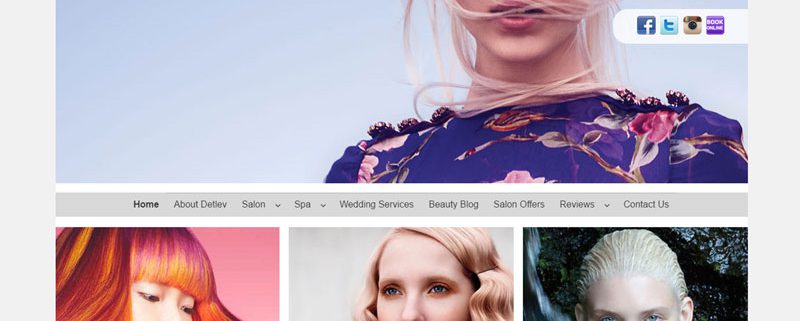 BOOK
ONLINE
Home About Detlev Salon Spa Wedding Services Beauty Blog Salon Offers Reviews Contact Us